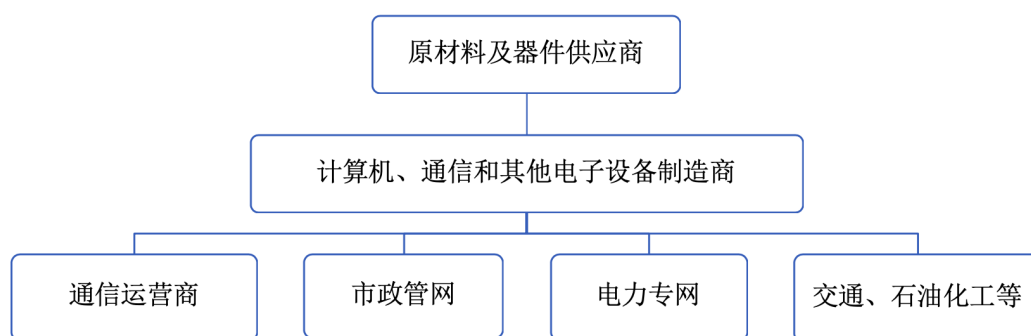 原材料及器件供应商
计算机、通信和其他电子设备制造商
通信运营商
市政管网
电力专网
交通、石油化工等